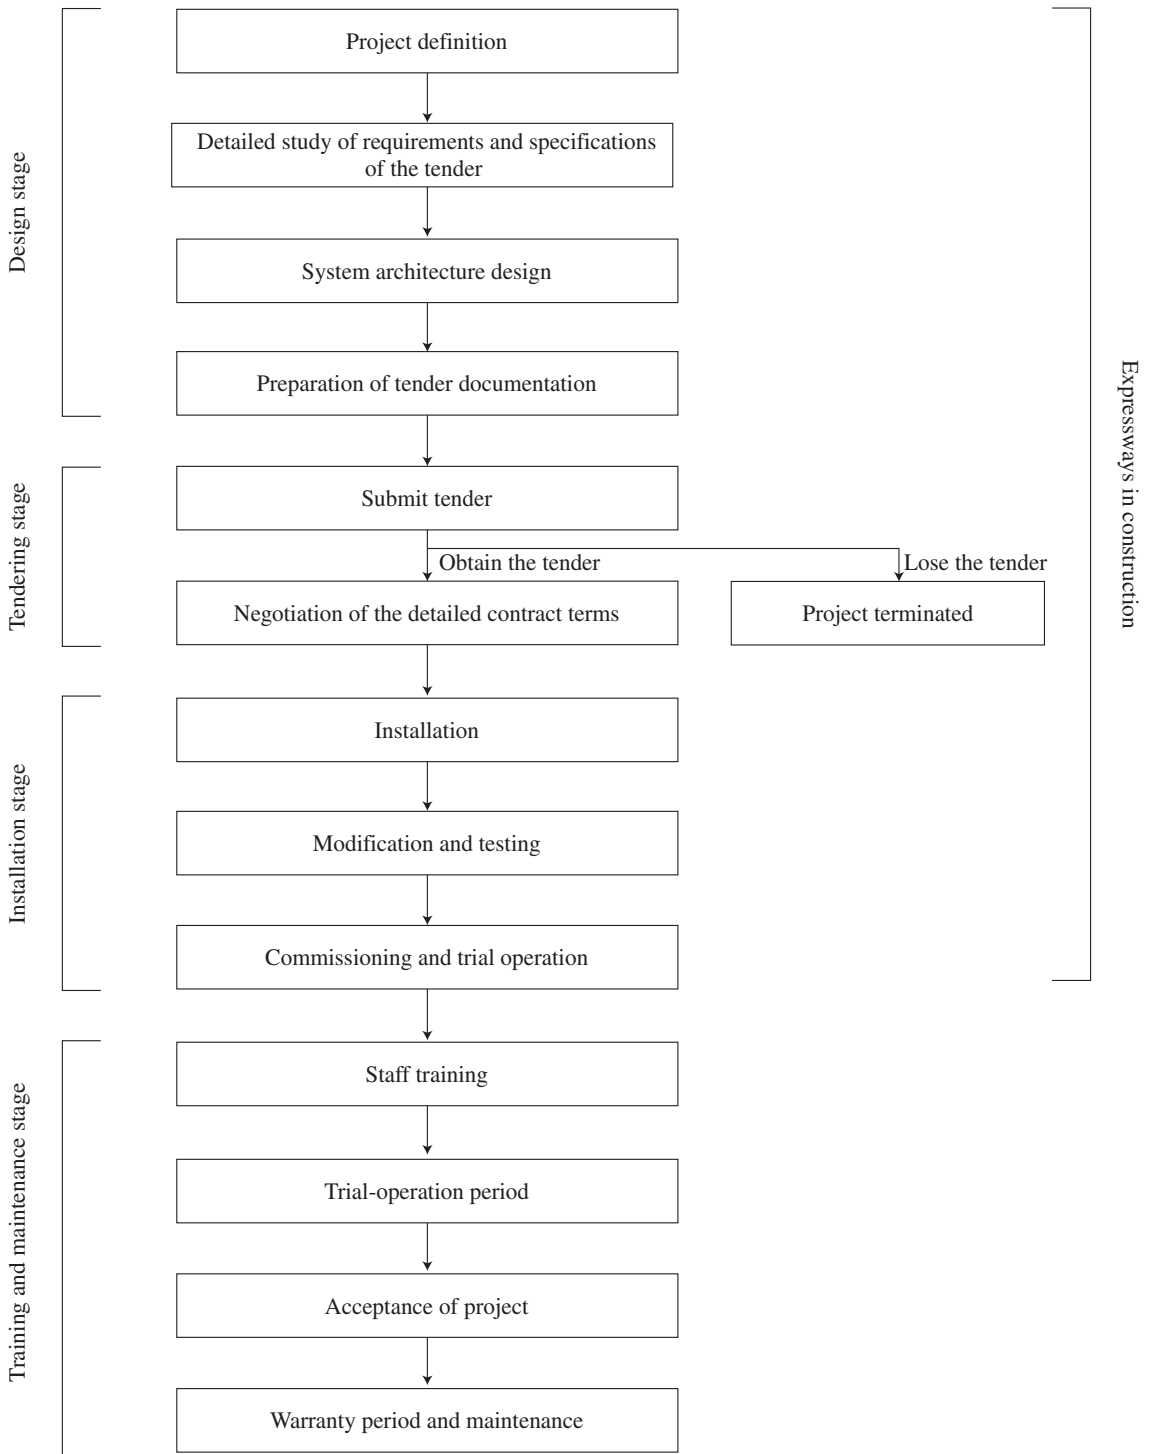 Design stage
Project definition
Detailed study of requirements and specifications
of the tender
System architecture design
Preparation of tender documentation
Tendering stage
Submit tender
Obtain the tender
Lose the tender
Negotiation of the detailed contract terms
Project terminated
Expressways in construction
Installation stage
Installation
Modification and testing
Commissioning and trial operation
Training and maintenance stage
Staff training
Trial-operation period
Acceptance of project
Warranty period and maintenance